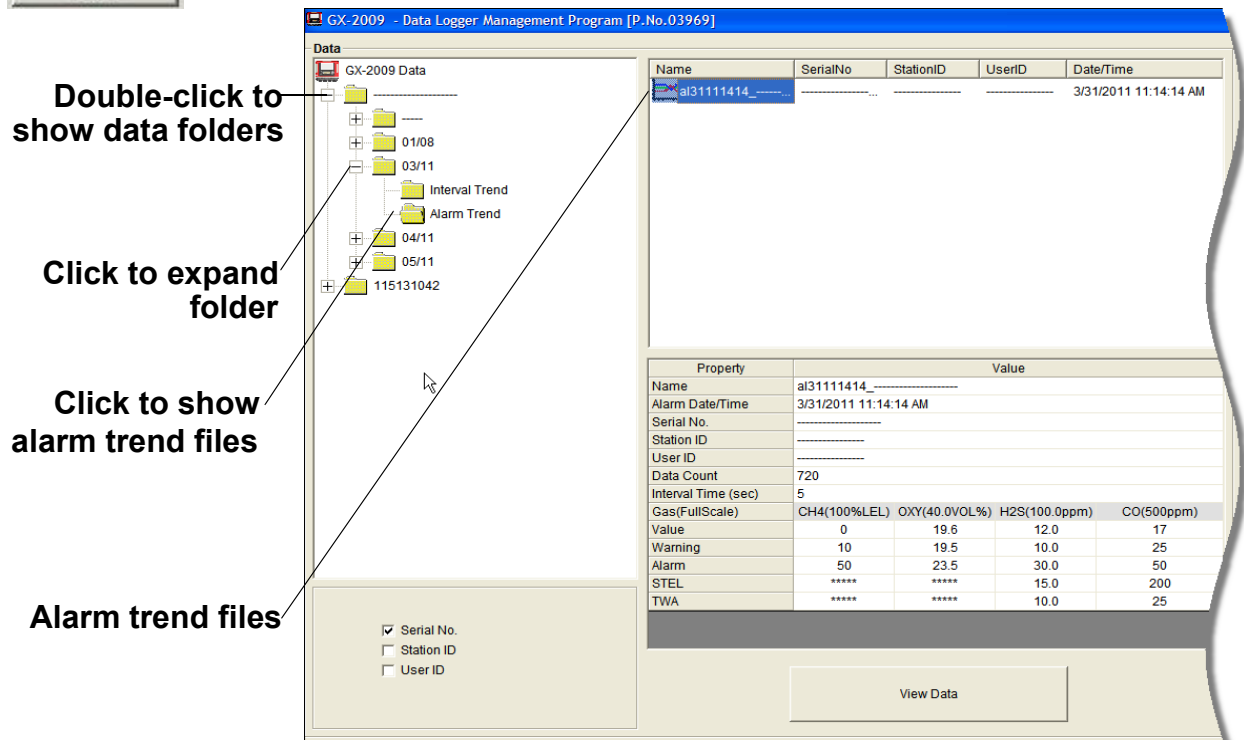 GX-2009 - Data Logger Management Program [P.No.03969]
Data
GX-2009 Data
--------------------
-----
01/08
03/11
Interval Trend
Alarm Trend
04/11
05/11
115131042
Double-click to
show data folders
Click to expand
folder
Click to show
alarm trend files
Alarm trend files
Name SerialNo StationID UserID Date/Time
al31111414_------... ----------------... ---------------- ---------------- 3/31/2011 11:14:14 AM
Property Value
Name al31111414_--------------------
Alarm Date/Time 3/31/2011 11:14:14 AM
Serial No. --------------------
Station ID ----------------
User ID ----------------
Data Count 720
Interval Time (sec) 5
Gas(FullScale) CH4(100%LEL) OXY(40.0VOL%) H2S(100.0ppm) CO(500ppm)
Value 0 19.6 12.0 17
Warning 10 19.5 10.0 25
Alarm 50 23.5 30.0 50
STEL ***** ***** 15.0 200
TWA ***** ***** 10.0 25
Serial No.
Station ID
User ID
View Data